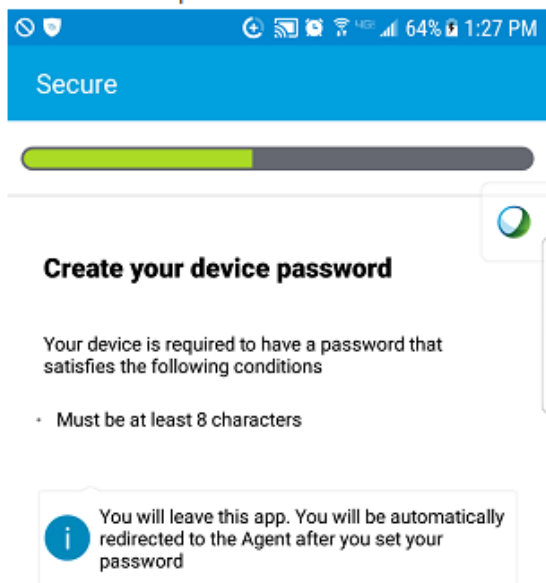 64% 1:27 PM
Secure
Create your device password
Your device is required to have a password that
satisfies the following conditions
· Must be at least 8 characters
i
You will leave this app. You will be automatically
redirected to the Agent after you set your
password